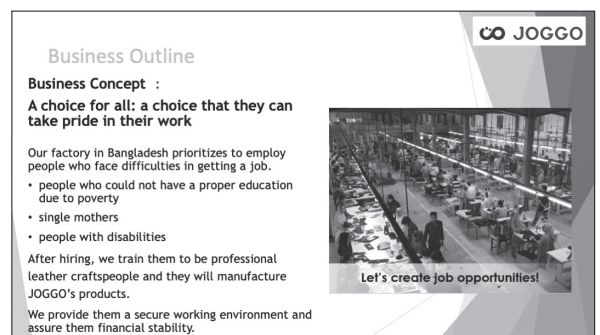 JOGGO
Business Outline
Business Concept :
A choice for all: a choice that they can
take pride in their work
Our factory in Bangladesh prioritizes to employ
people who face difficulties in getting a job.
• people who could not have a proper education
due to poverty
• single mothers
• people with disabilities
After hiring, we train them to be professional
leather craftspeople and they will manufacture
JOGGO's products.
We provide them a secure working environment and
assure them financial stability.
Let's create job opportunities!